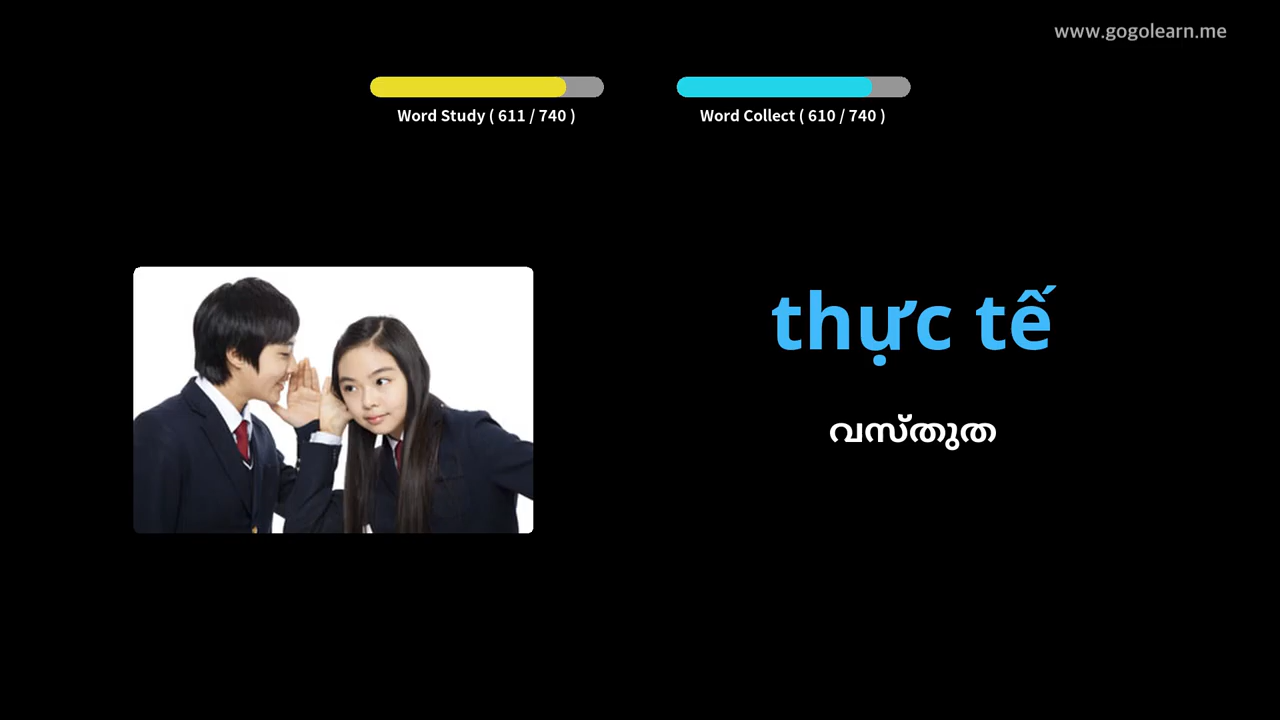 www.gogolearn.me
Word Study ( 611 / 740 )
Word Collect ( 610 / 740 )
thực tế
വസ്തുത